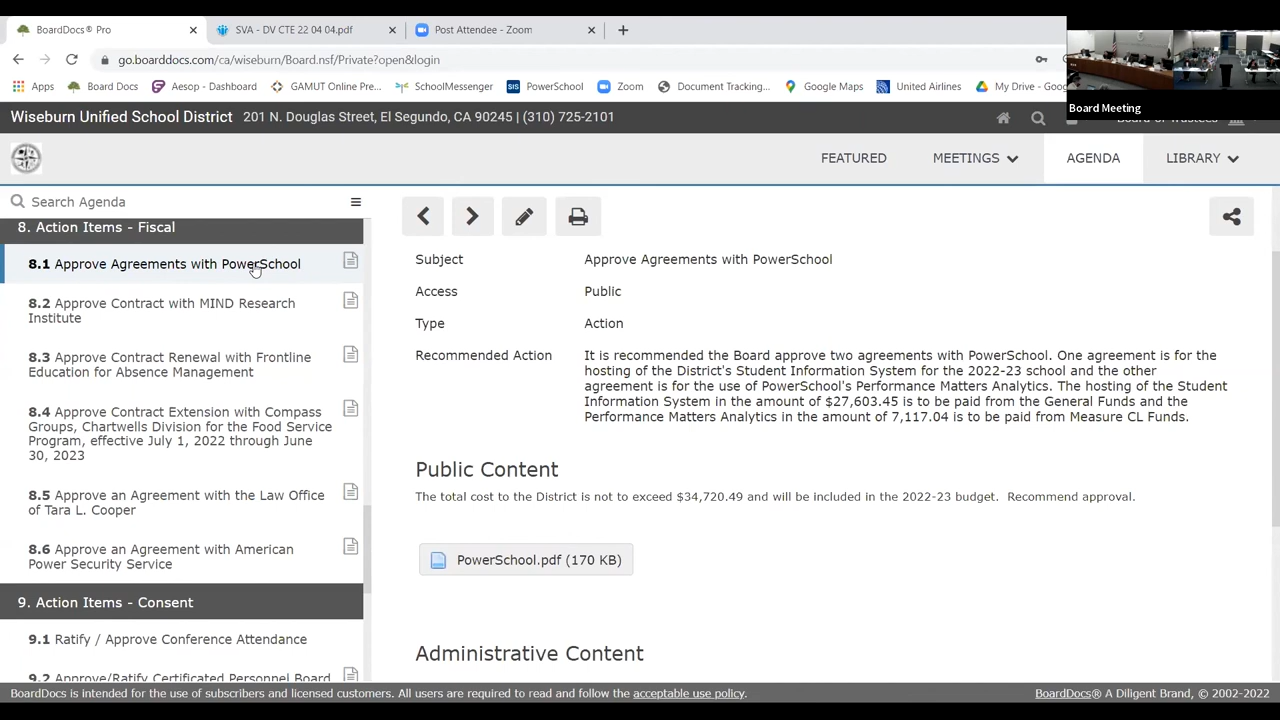 BoardDocs® Pro
SVA - DV CTE 22 04 04.pdf
Post Attendee - Zoom
go.boarddocs.com/ca/wiseburn/Board.nsf/Private?open&login
Apps
Board Docs
Aesop - Dashboard
GAMUT Online Pre...
SchoolMessenger
SIS PowerSchool
Zoom
Document Tracking...
Google Maps
United Airlines
My Drive - Goo
Board Meeting
Wiseburn Unified School District 201 N. Douglas Street, El Segundo, CA 90245 | (310) 725-2101
FEATURED
MEETINGS
AGENDA
LIBRARY
Search Agenda
8. Action Items - Fiscal
8.1 Approve Agreements with PowerSchool
8.2 Approve Contract with MIND Research
Institute
8.3 Approve Contract Renewal with Frontline
Education for Absence Management
8.4 Approve Contract Extension with Compass
Groups, Chartwells Division for the Food Service
Program, effective July 1, 2022 through June
30, 2023
8.5 Approve an Agreement with the Law Office
of Tara L. Cooper
8.6 Approve an Agreement with American
Power Security Service
9. Action Items - Consent
9.1 Ratify / Approve Conference Attendance
9.2 Approve/Ratify Certificated Personnel Board
Subject Approve Agreements with PowerSchool
Access Public
Type Action
Recommended Action It is recommended the Board approve two agreements with PowerSchool. One agreement is for the
hosting of the District's Student Information System for the 2022-23 school and the other
agreement is for the use of PowerSchool's Performance Matters Analytics. The hosting of the Student
Information System in the amount of $27,603.45 is to be paid from the General Funds and the
Performance Matters Analytics in the amount of 7,117.04 is to be paid from Measure CL Funds.
Public Content
The total cost to the District is not to exceed $34,720.49 and will be included in the 2022-23 budget. Recommend approval.
PowerSchool.pdf (170 KB)
Administrative Content
BoardDocs is intended for the use of subscribers and licensed customers. All users are required to read and follow the acceptable use policy.
BoardDocs® A Diligent Brand, © 2002-2022